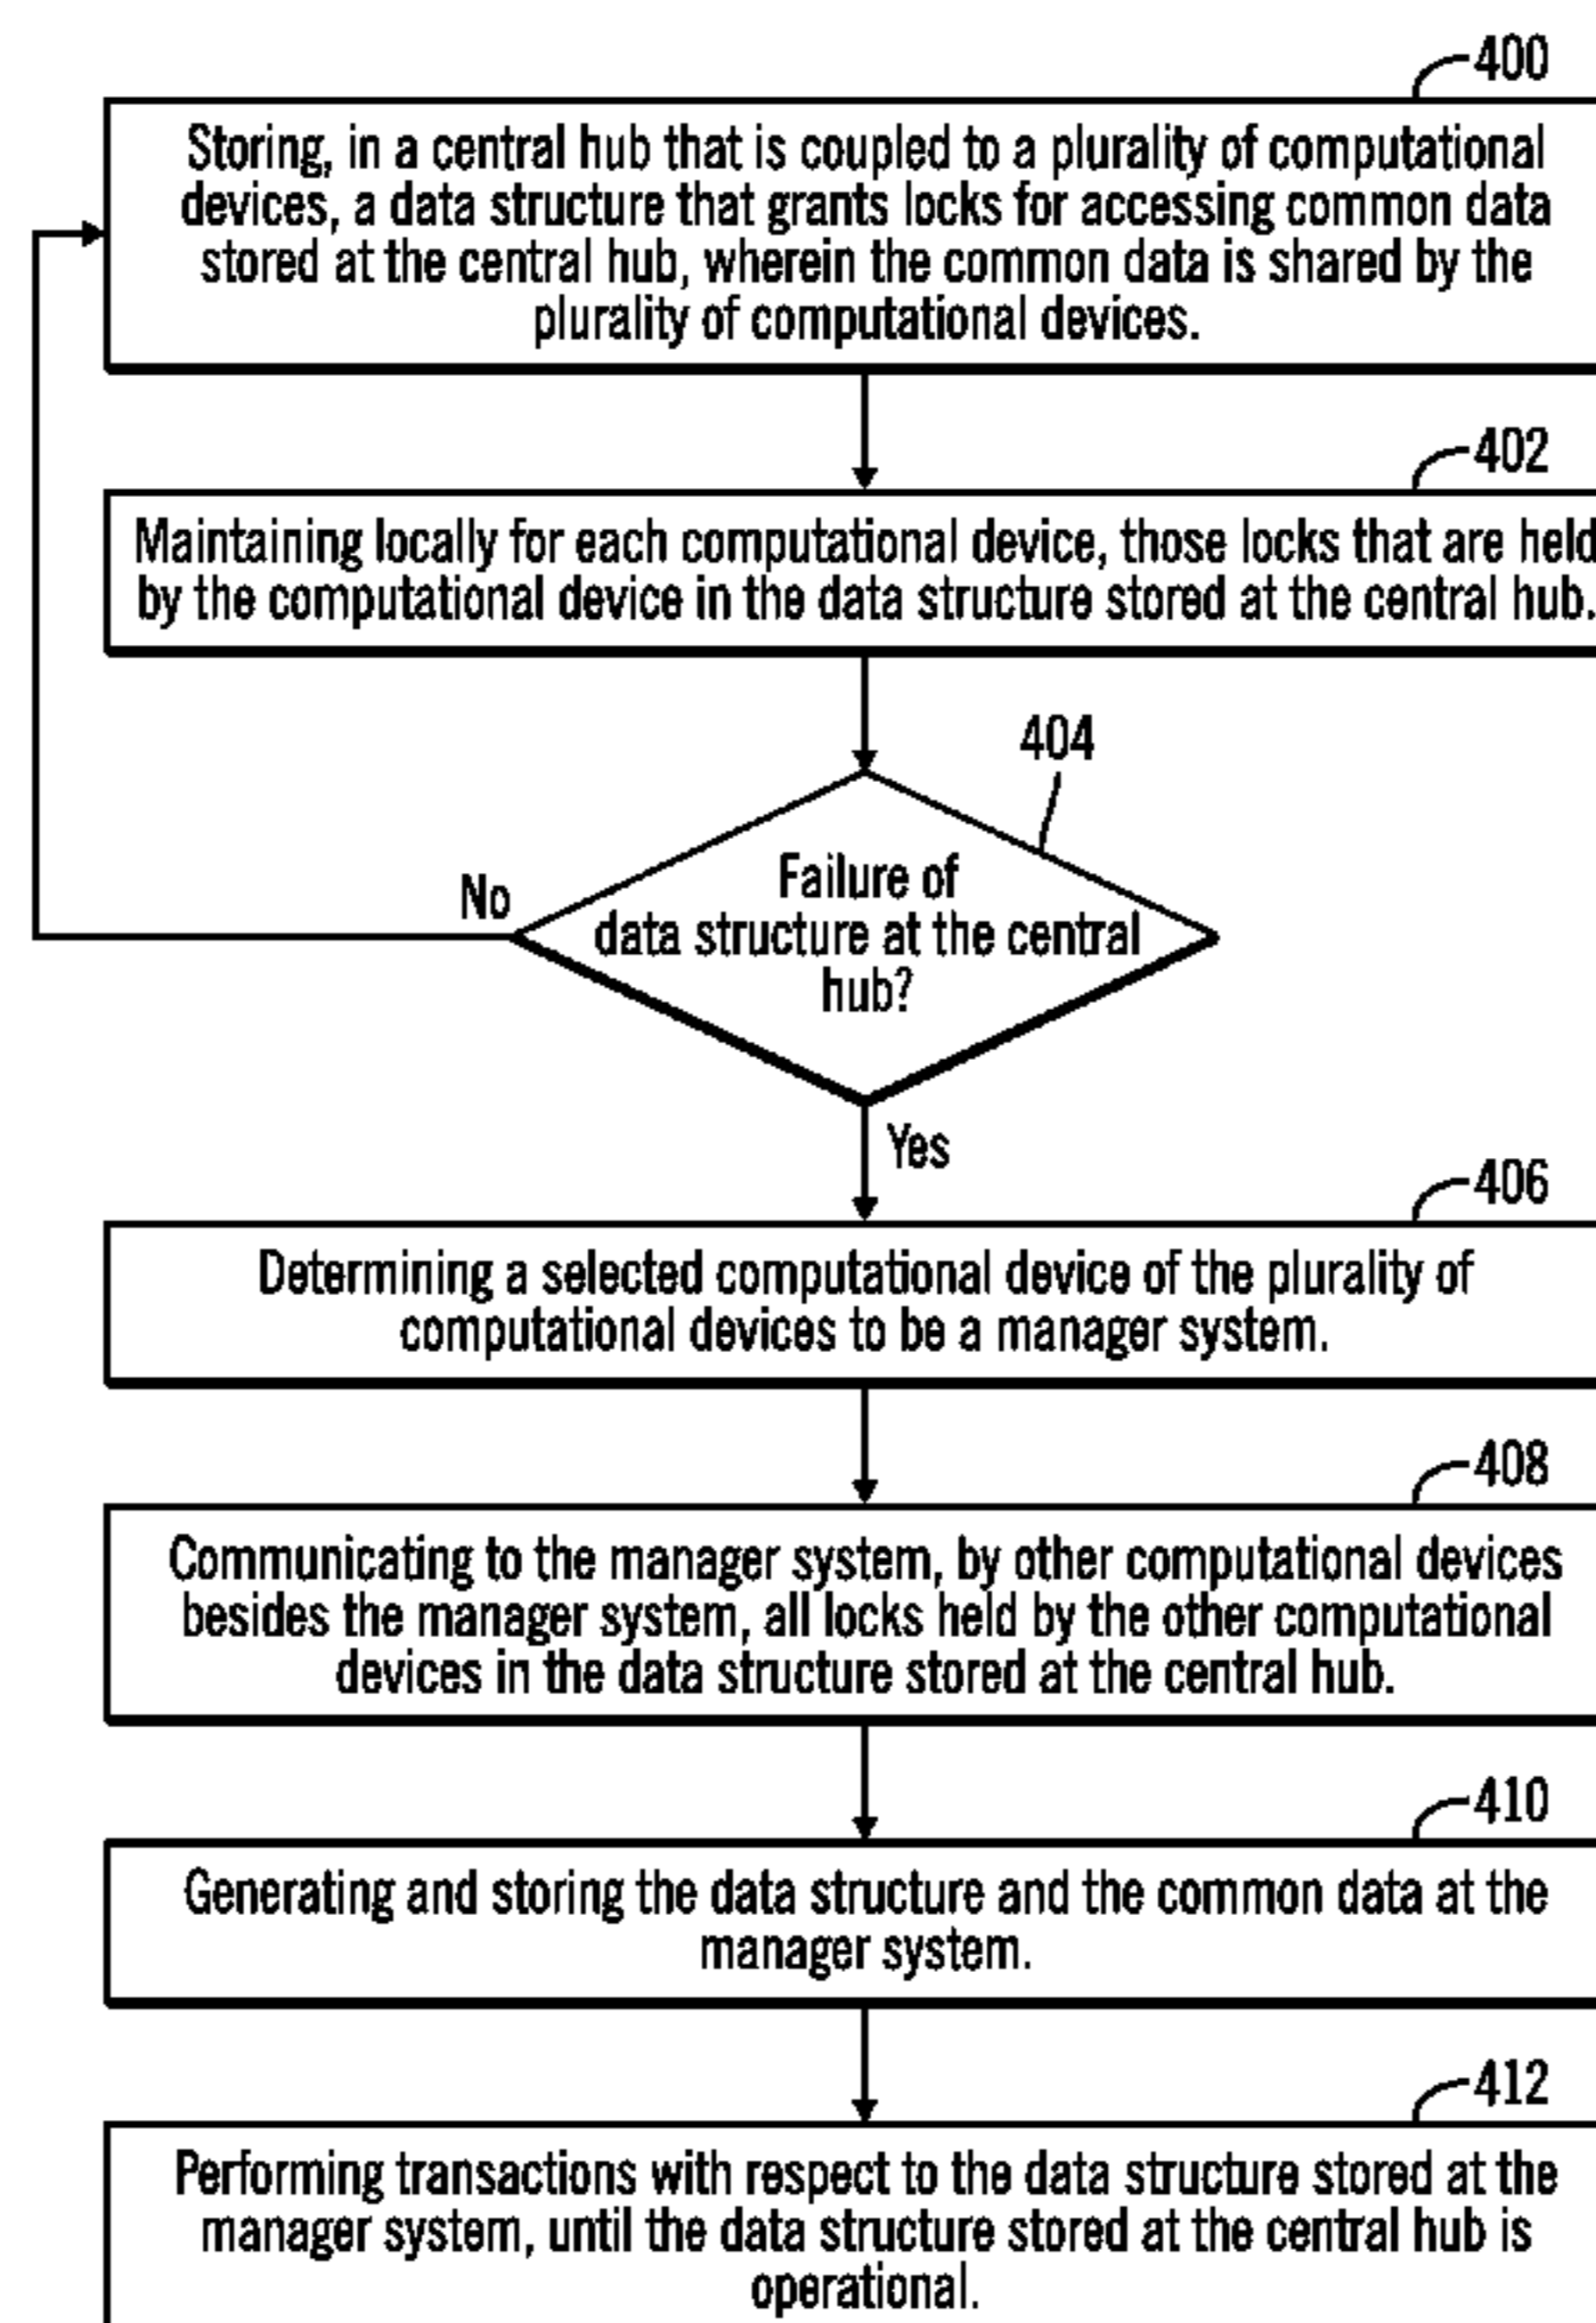 400
Storing, in a central hub that is coupled to a plurality of computational
devices, a data structure that grants locks for accessing common data
stored at the central hub, wherein the common data is shared by the
plurality of computational devices.
402
Maintaining locally for each computational device, those locks that are held
by the computational device in the data structure stored at the central hub.
404
Failure of
data structure at the central
hub?
No
Yes
406
Determining a selected computational device of the plurality of
computational devices to be a manager system.
408
Communicating to the manager system, by other computational devices
besides the manager system, all locks held by the other computational
devices in the data structure stored at the central hub.
410
Generating and storing the data structure and the common data at the
manager system.
412
Performing transactions with respect to the data structure stored at the
manager system, until the data structure stored at the central hub is
operational.